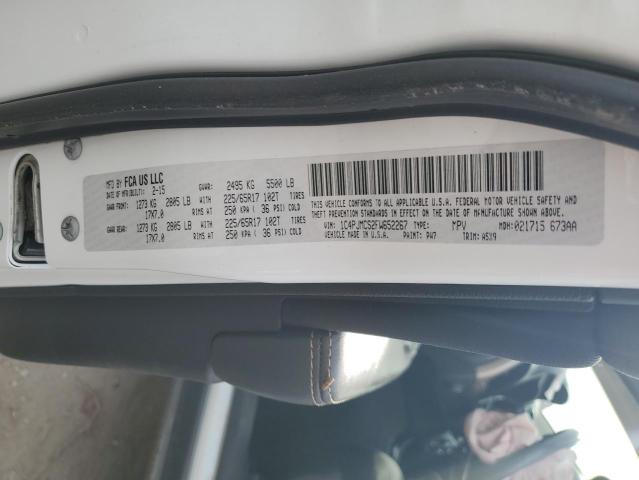 MFD BY FCA US LLC
DATE OF MFR(BUILT): 2-15 GVWR: 2495 KG 5500 LB
GAWR FRONT: 1273 KG 2805 LB WITH 225/65R17 102T TIRES
17X7.0 RIMS AT 250 KPA ( 36 PSI) COLD
GAWR REAR: 1273 KG 2805 LB WITH 225/65R17 102T TIRES
17X7.0 RIMS AT 250 KPA ( 36 PSI) COLD
THIS VEHICLE CONFORMS TO ALL APPLICABLE U.S.A. FEDERAL MOTOR VEHICLE SAFETY AND
THEFT PREVENTION STANDARDS IN EFFECT ON THE DATE OF MANUFACTURE SHOWN ABOVE.
VIN: 1C4PJMCS2FW652267 TYPE: MPV MDH: 021715 673AA
VEHICLE MADE IN U.S.A. PAINT: PW7 TRIM: A5X9